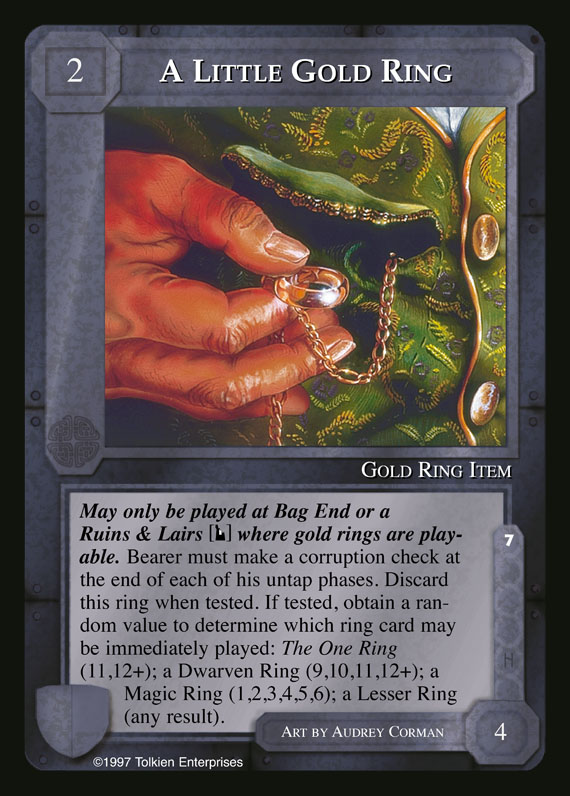 2
A LITTLE GOLD RING
GOLD RING ITEM
May only be played at Bag End or a
Ruins & Lairs [] where gold rings are play-
able. Bearer must make a corruption check at
the end of each of his untap phases. Discard
this ring when tested. If tested, obtain a ran-
dom value to determine which ring card may
be immediately played: The One Ring
(11,12+); a Dwarven Ring (9,10,11,12+); a
Magic Ring (1,2,3,4,5,6); a Lesser Ring
(any result).
7
H
ART BY AUDREY CORMAN
4
©1997 Tolkien Enterprises